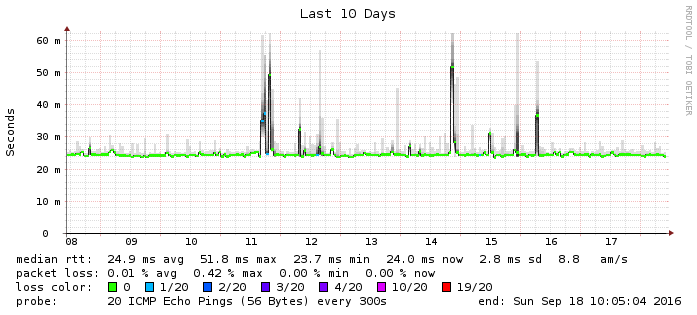 Last 10 Days
RRDTOOL / TOBI OETIKER
Seconds
60 m
50 m
40 m
30 m
20 m
10 m
0
08 09 10 11 12 13 14 15 16 17
median rtt: 24.9 ms avg 51.8 ms max 23.7 ms min 24.0 ms now 2.8 ms sd 8.8 am/s
packet loss: 0.01 % avg 0.42 % max 0.00 % min 0.00 % now
loss color: 0 1/20 2/20 3/20 4/20 10/20 19/20
probe: 20 ICMP Echo Pings (56 Bytes) every 300s end: Sun Sep 18 10:05:04 2016